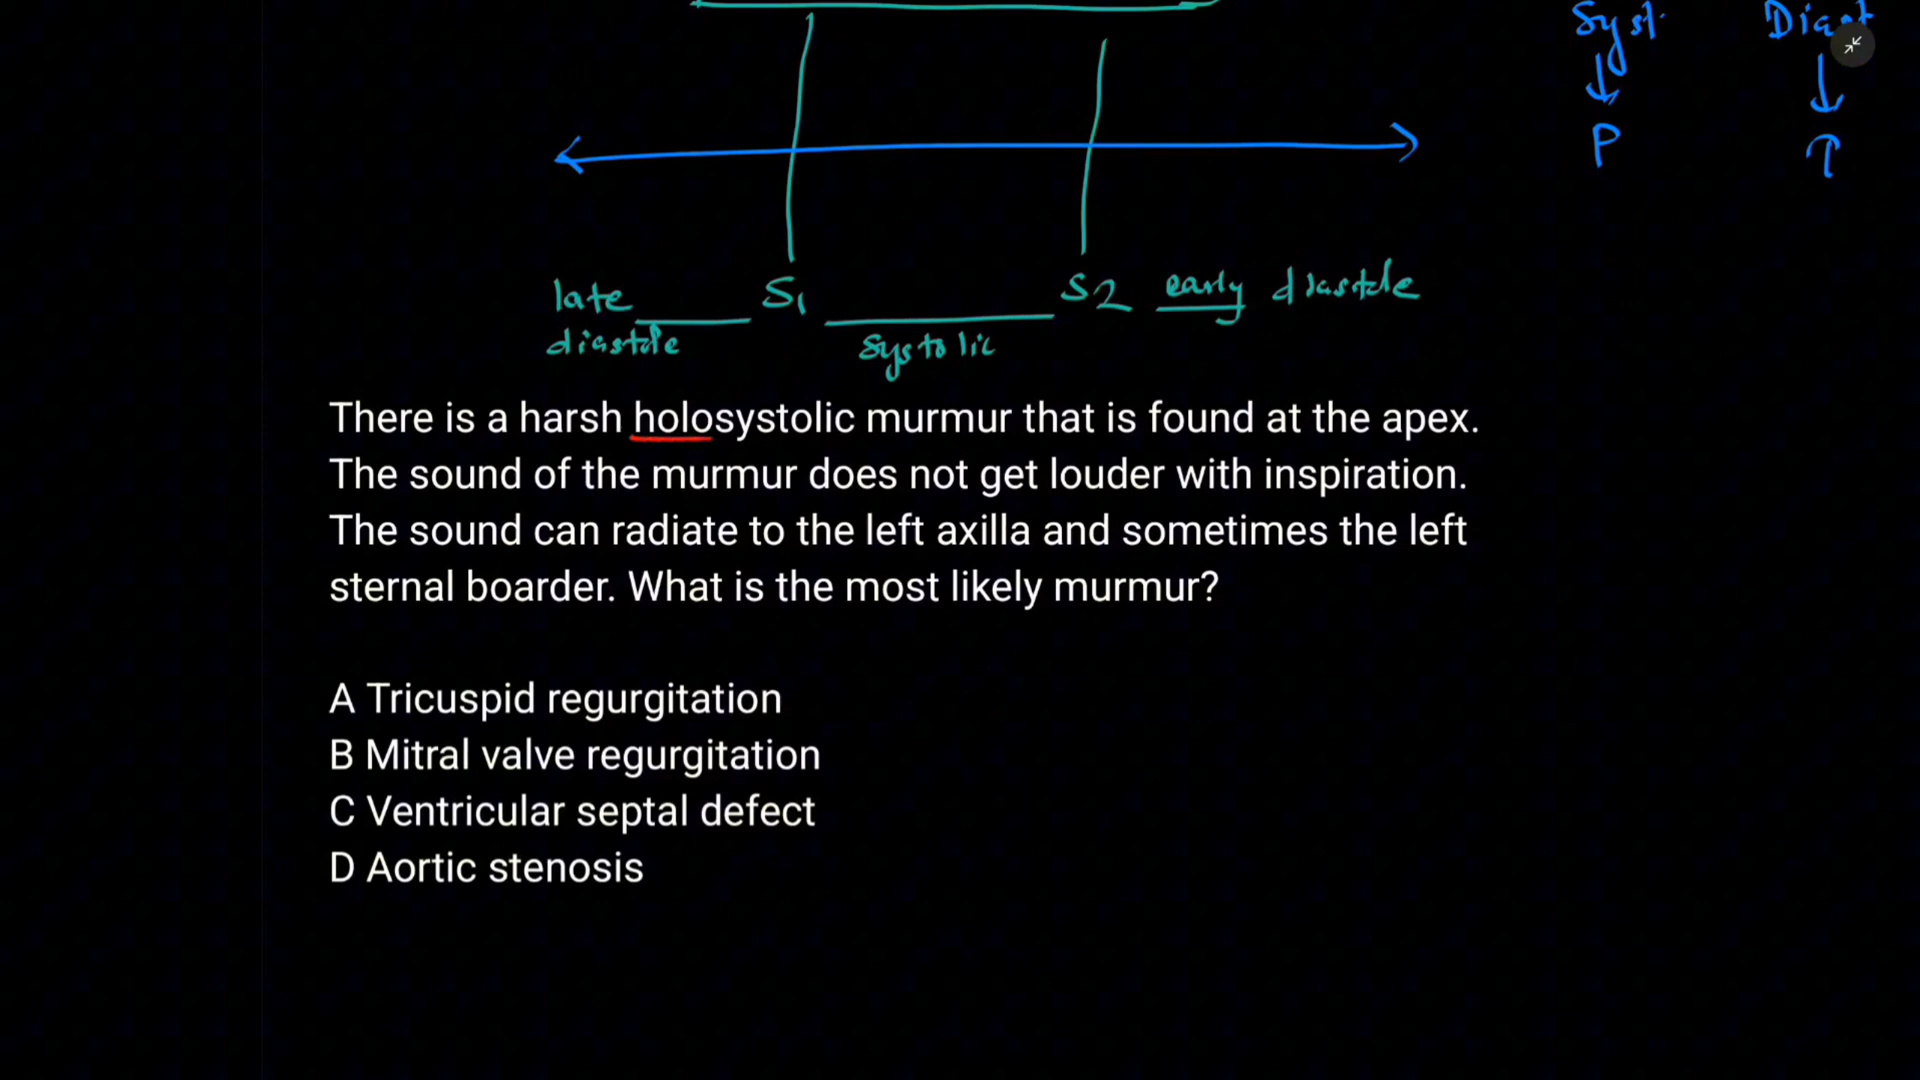 Syst. Diast
P T
late S1 S2 early diastole
diastole systolic
There is a harsh holosystolic murmur that is found at the apex.
The sound of the murmur does not get louder with inspiration.
The sound can radiate to the left axilla and sometimes the left
sternal boarder. What is the most likely murmur?
A Tricuspid regurgitation
B Mitral valve regurgitation
C Ventricular septal defect
D Aortic stenosis